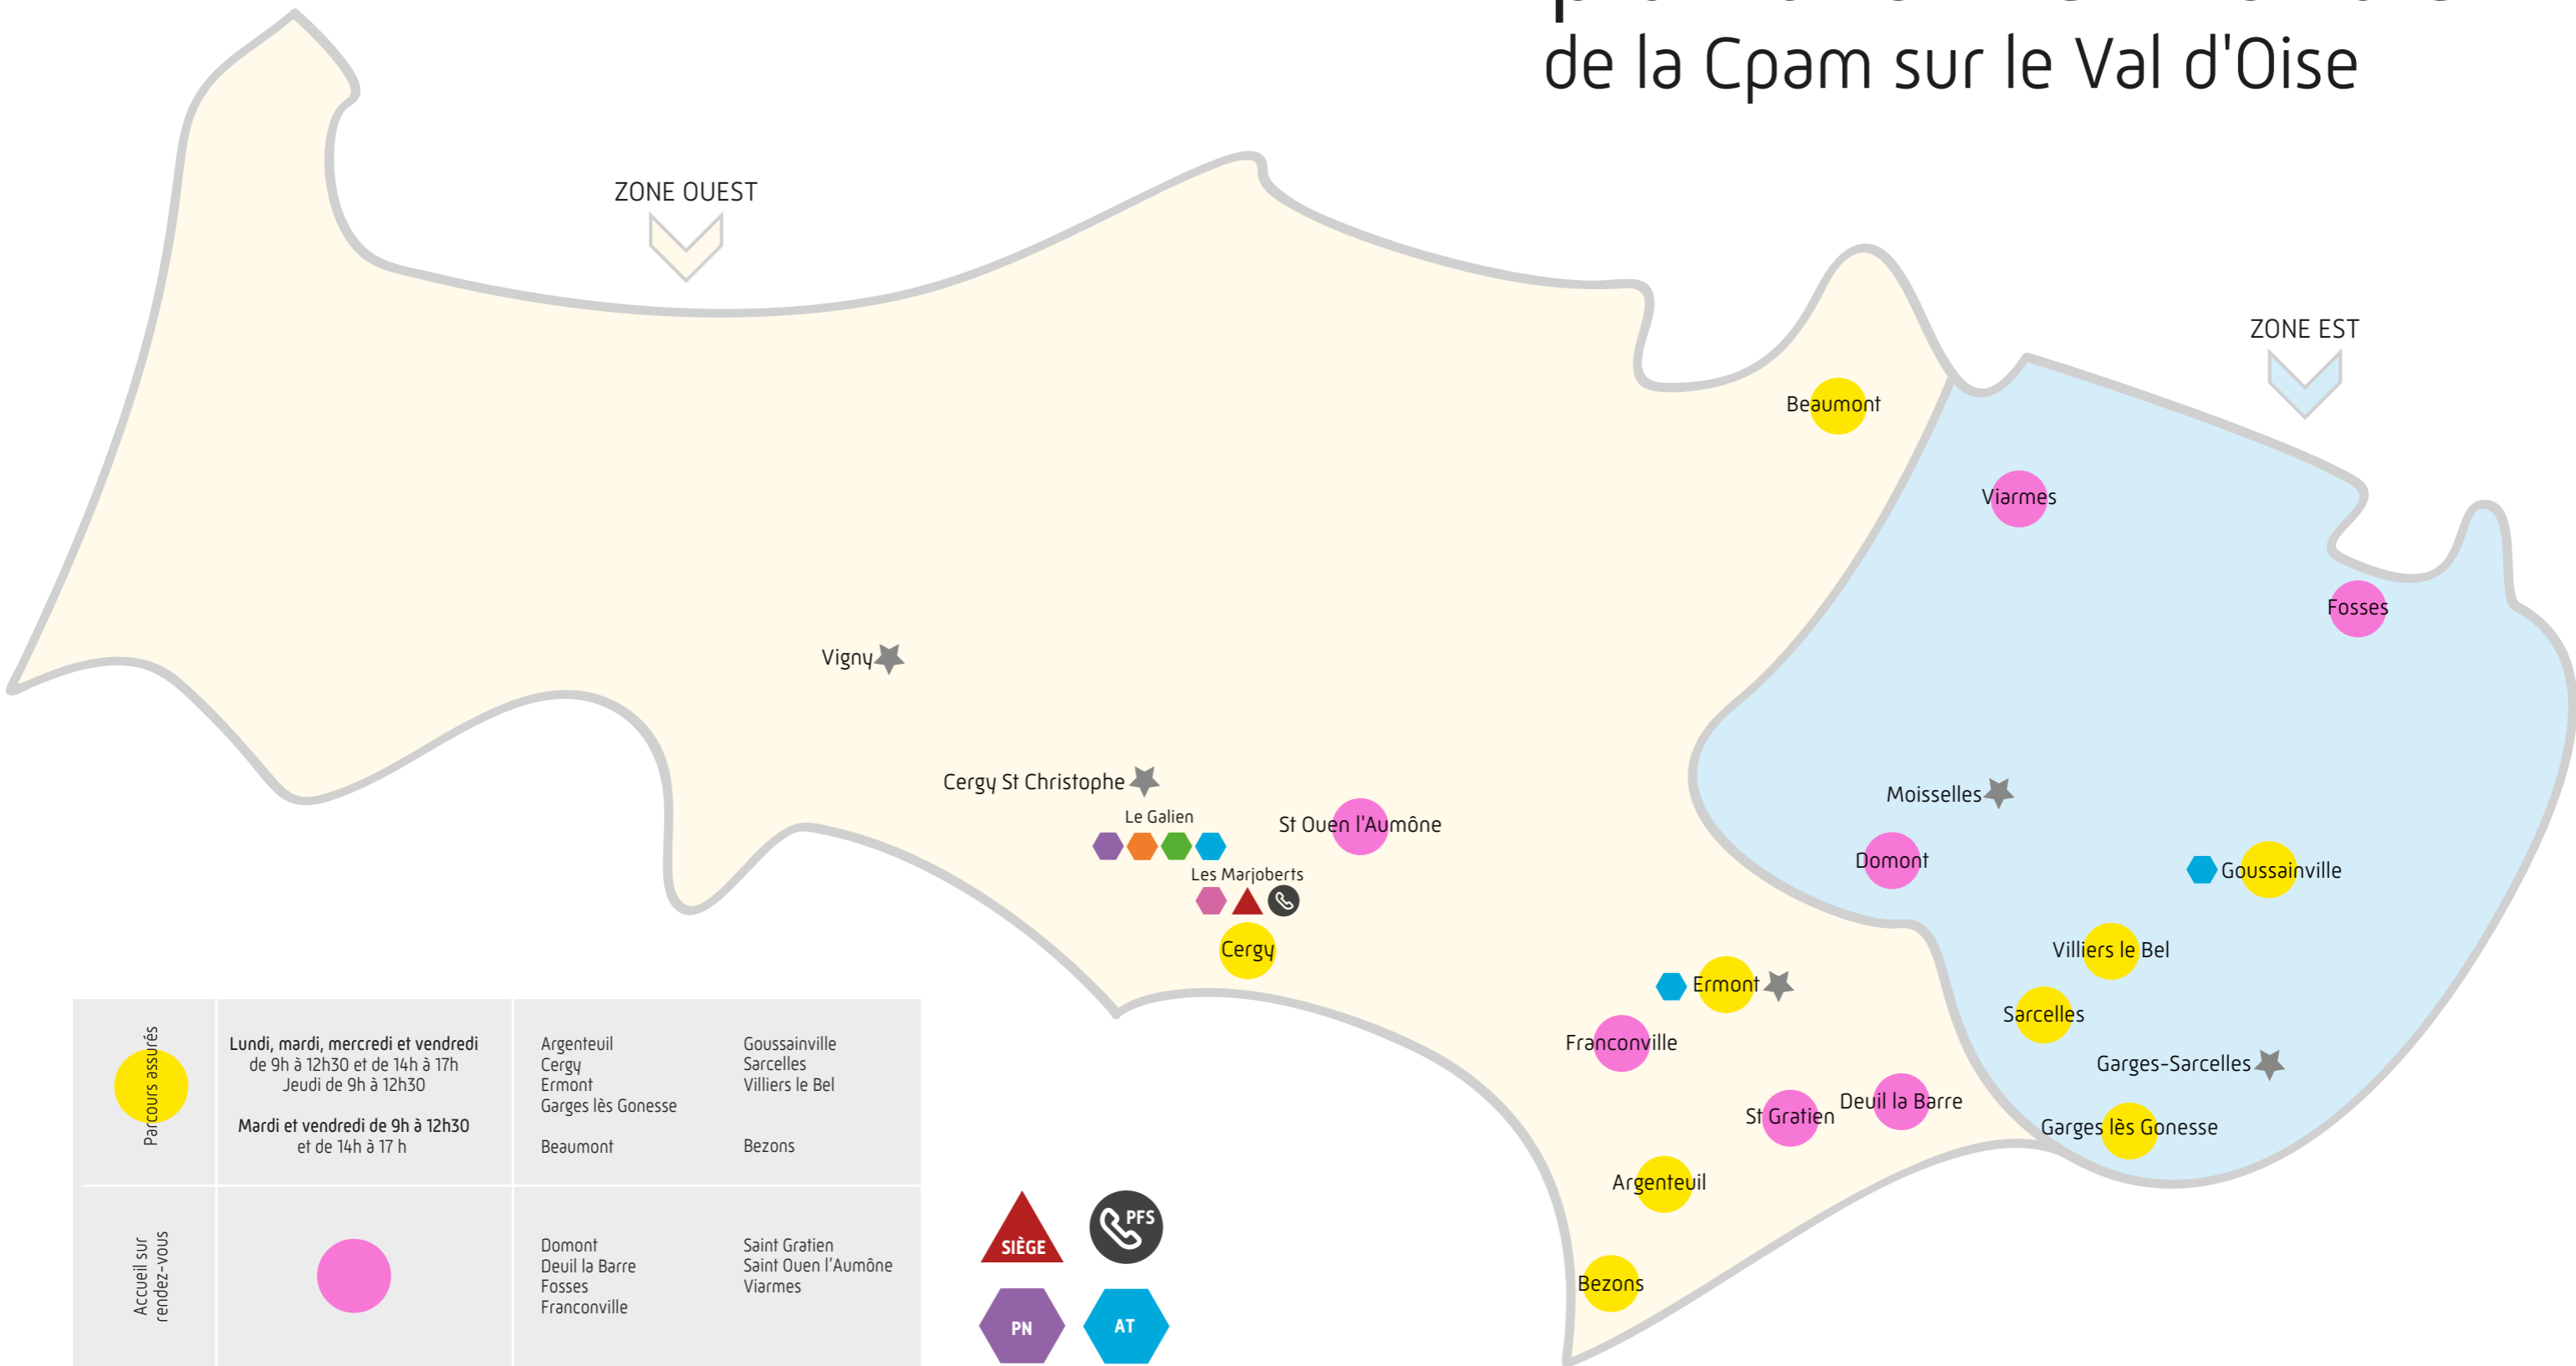 de la Cpam sur le Val d'Oise
ZONE OUEST
ZONE EST
Beaumont
Viarmes
Fosses
Vigny
Cergy St Christophe
Le Galien
St Ouen l'Aumône
Moisselles
Domont
Goussainville
Les Marjoberts
Cergy
Villiers le Bel
Ermont
Sarcelles
Franconville
Garges-Sarcelles
St Gratien
Deuil la Barre
Garges lès Gonesse
Argenteuil
Bezons
Parcours assurés
Lundi, mardi, mercredi et vendredi
de 9h à 12h30 et de 14h à 17h
Jeudi de 9h à 12h30
Mardi et vendredi de 9h à 12h30
et de 14h à 17 h
Argenteuil
Cergy
Ermont
Garges lès Gonesse
Beaumont
Goussainville
Sarcelles
Villiers le Bel
Bezons
Accueil sur
rendez-vous
Domont
Deuil la Barre
Fosses
Franconville
Saint Gratien
Saint Ouen l'Aumône
Viarmes
SIÈGE
PFS
PN
AT